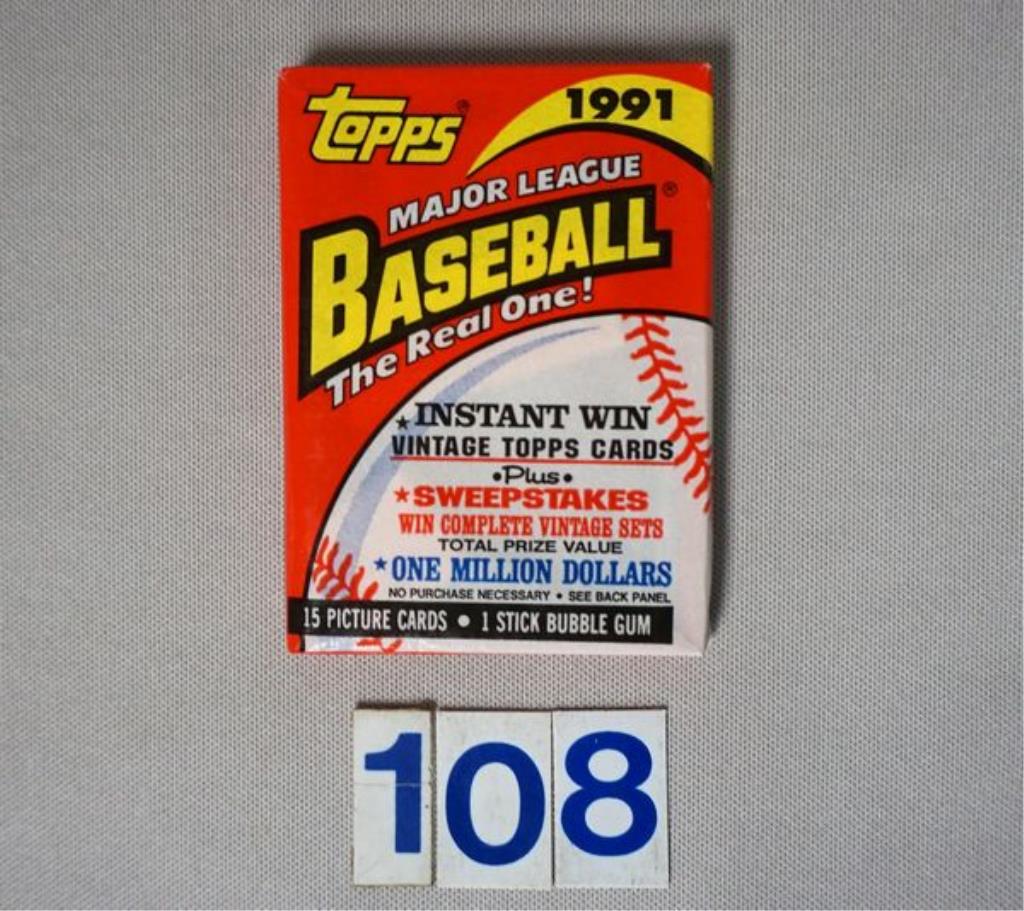 Topps®
1991
MAJOR LEAGUE
BASEBALL®
The Real One!
★INSTANT WIN
VINTAGE TOPPS CARDS
•Plus•
★SWEEPSTAKES
WIN COMPLETE VINTAGE SETS
TOTAL PRIZE VALUE
★ONE MILLION DOLLARS
NO PURCHASE NECESSARY • SEE BACK PANEL
15 PICTURE CARDS • 1 STICK BUBBLE GUM
108